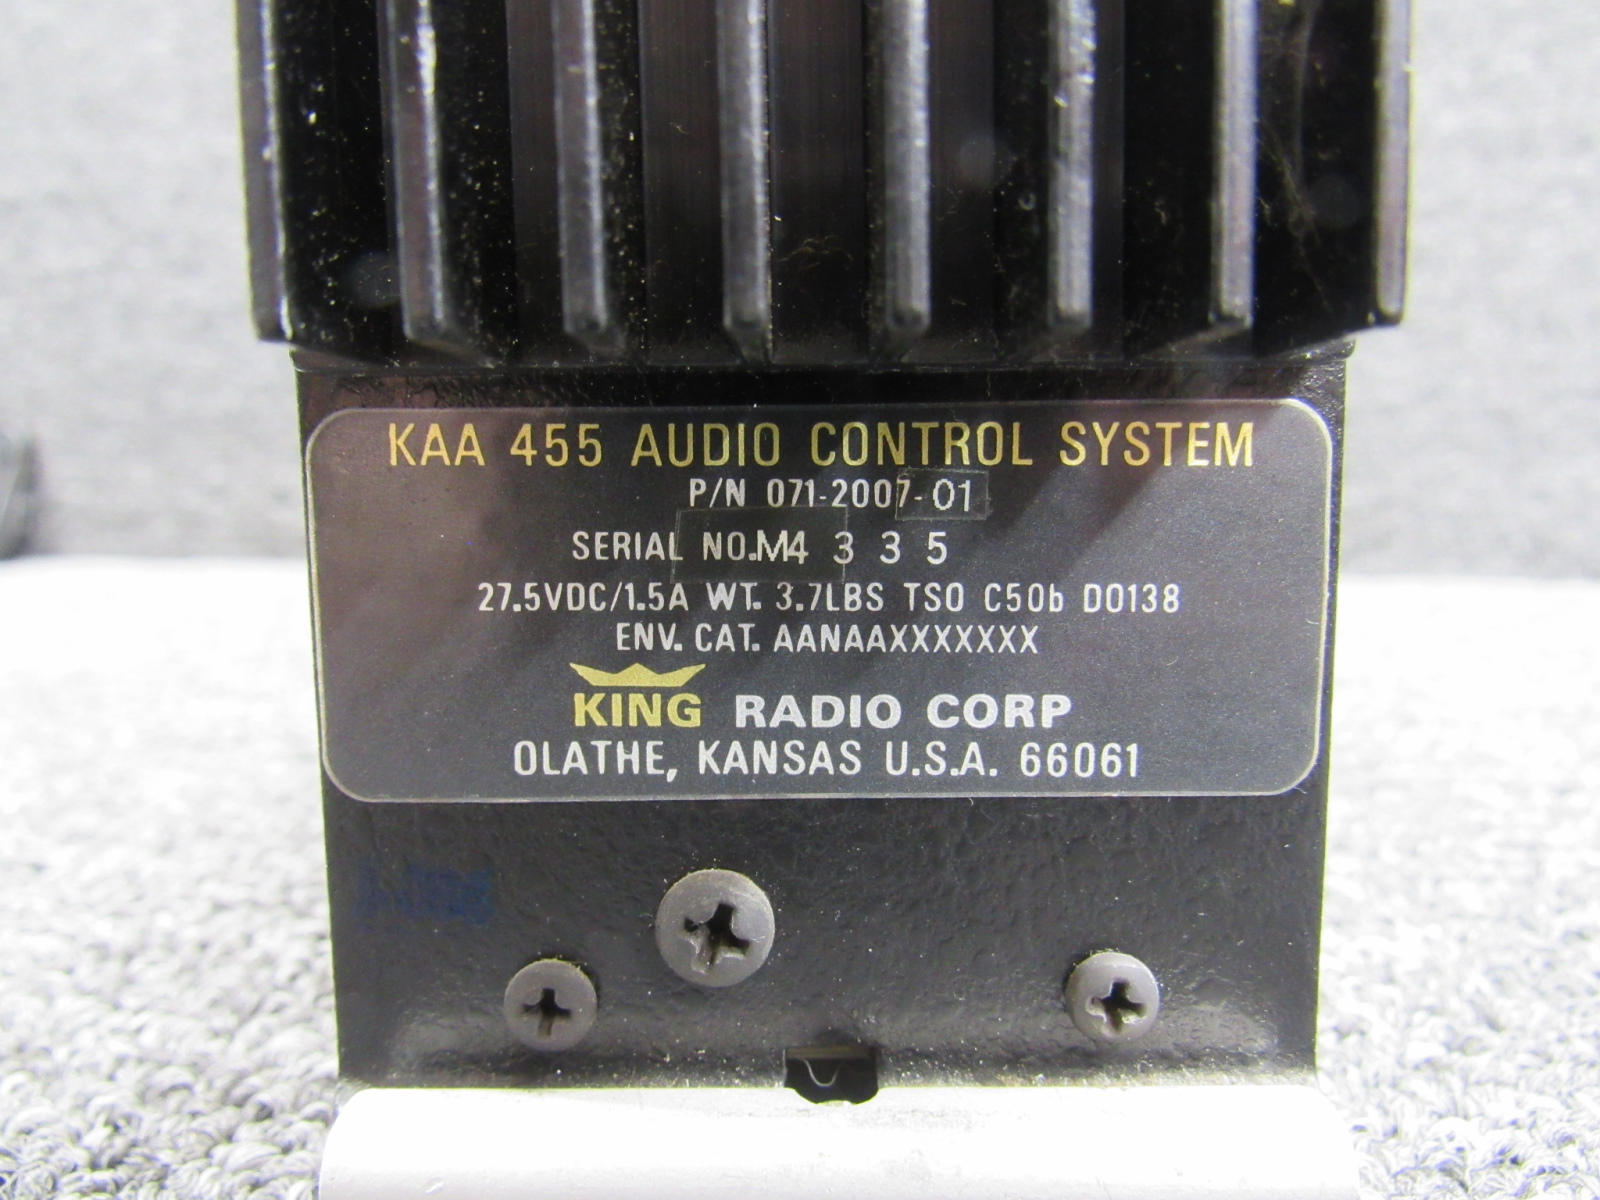 KAA 455 AUDIO CONTROL SYSTEM
P/N 071-2007-01
SERIAL NO.M4 3 3 5
27.5VDC/1.5A WT. 3.7LBS TSO C50b D0138
ENV. CAT. AANAAXXXXXXX
KING RADIO CORP
OLATHE, KANSAS U.S.A. 66061